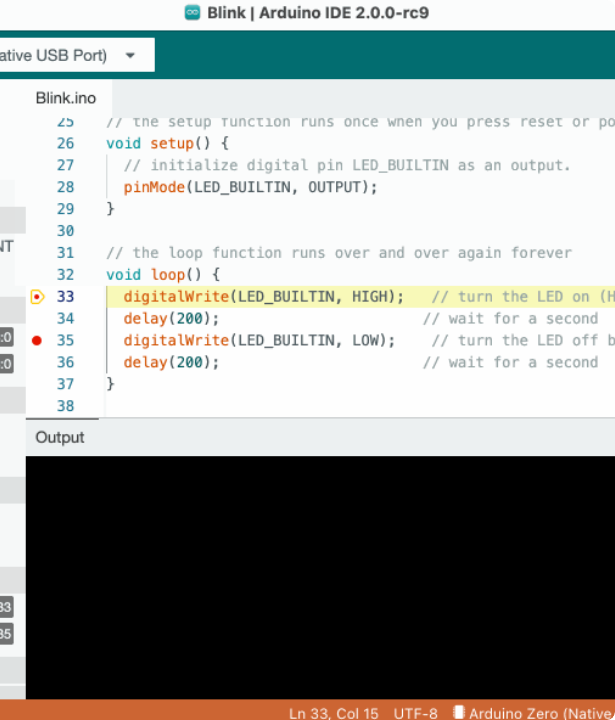 Blink | Arduino IDE 2.0.0-rc9
ative USB Port)
Blink.ino
25 // the setup function runs once when you press reset or po
26 void setup() {
27 // initialize digital pin LED_BUILTIN as an output.
28 pinMode(LED_BUILTIN, OUTPUT);
29 }
30
NT
31 // the loop function runs over and over again forever
32 void loop() {
33 digitalWrite(LED_BUILTIN, HIGH); // turn the LED on (H
34 delay(200); // wait for a second
:0
35 digitalWrite(LED_BUILTIN, LOW); // turn the LED off b
:0
36 delay(200); // wait for a second
37 }
38
Output
33
35
Ln 33, Col 15 UTF-8 Arduino Zero (Native